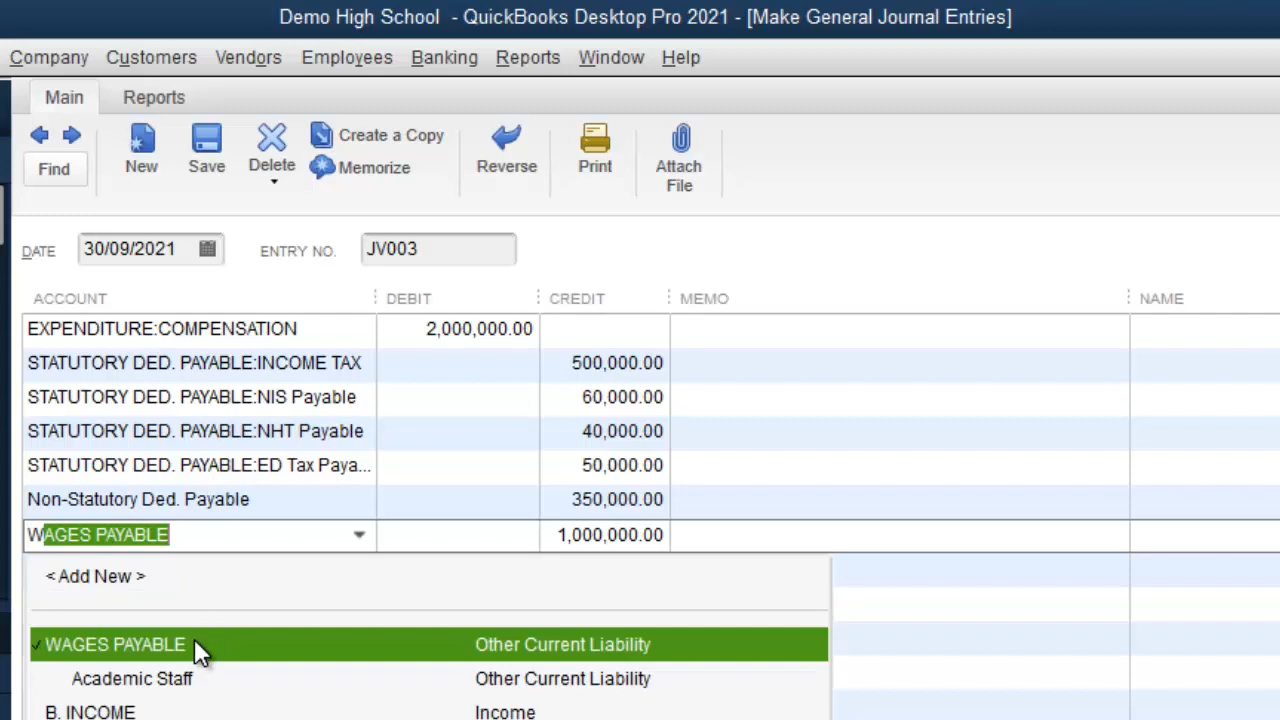 Demo High School - QuickBooks Desktop Pro 2021 - [Make General Journal Entries]
Company Customers Vendors Employees Banking Reports Window Help
Main Reports
Find New Save Delete Create a Copy Memorize Reverse Print Attach File
DATE 30/09/2021 ENTRY NO. JV003
ACCOUNT DEBIT CREDIT MEMO NAME
EXPENDITURE:COMPENSATION 2,000,000.00
STATUTORY DED. PAYABLE:INCOME TAX 500,000.00
STATUTORY DED. PAYABLE:NIS Payable 60,000.00
STATUTORY DED. PAYABLE:NHT Payable 40,000.00
STATUTORY DED. PAYABLE:ED Tax Paya... 50,000.00
Non-Statutory Ded. Payable 350,000.00
WAGES PAYABLE 1,000,000.00
< Add New >
✓ WAGES PAYABLE Other Current Liability
Academic Staff Other Current Liability
B. INCOME Income